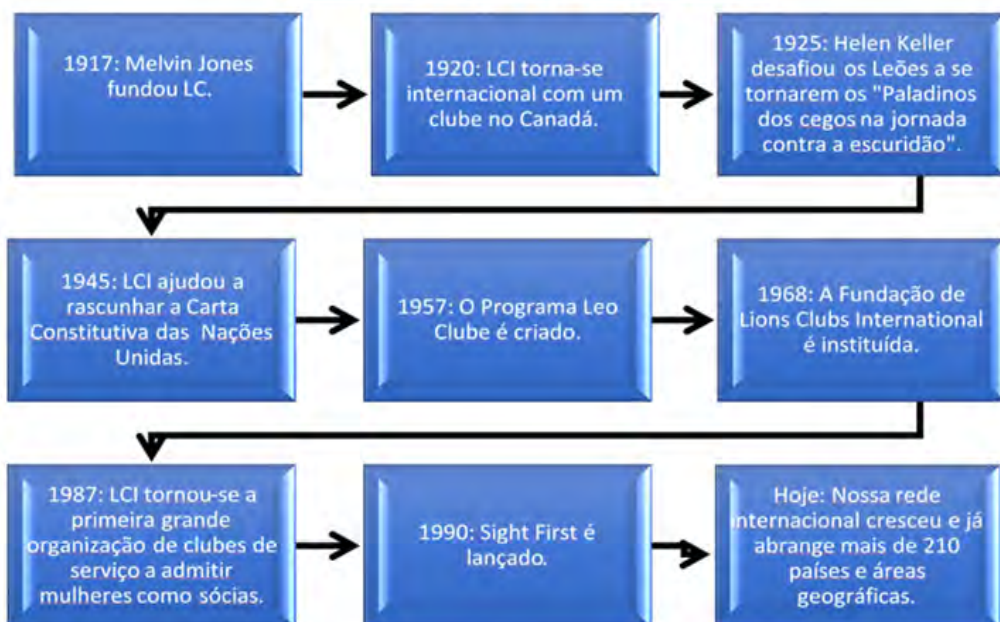 1917: Melvin Jones
fundou LC.
1920: LCI torna-se
internacional com um
clube no Canadá.
1925: Helen Keller
desafiou os Leões a se
tornarem os "Paladinos
dos cegos na jornada
contra a escuridão".
1945: LCI ajudou a
rascunhar a Carta
Constitutiva das Nações
Unidas.
1957: O Programa Leo
Clube é criado.
1968: A Fundação de
Lions Clubs International
é instituída.
1987: LCI tornou-se a
primeira grande
organização de clubes de
serviço a admitir
mulheres como sócias.
1990: Sight First é
lançado.
Hoje: Nossa rede
internacional cresceu e já
abrange mais de 210
países e áreas
geográficas.